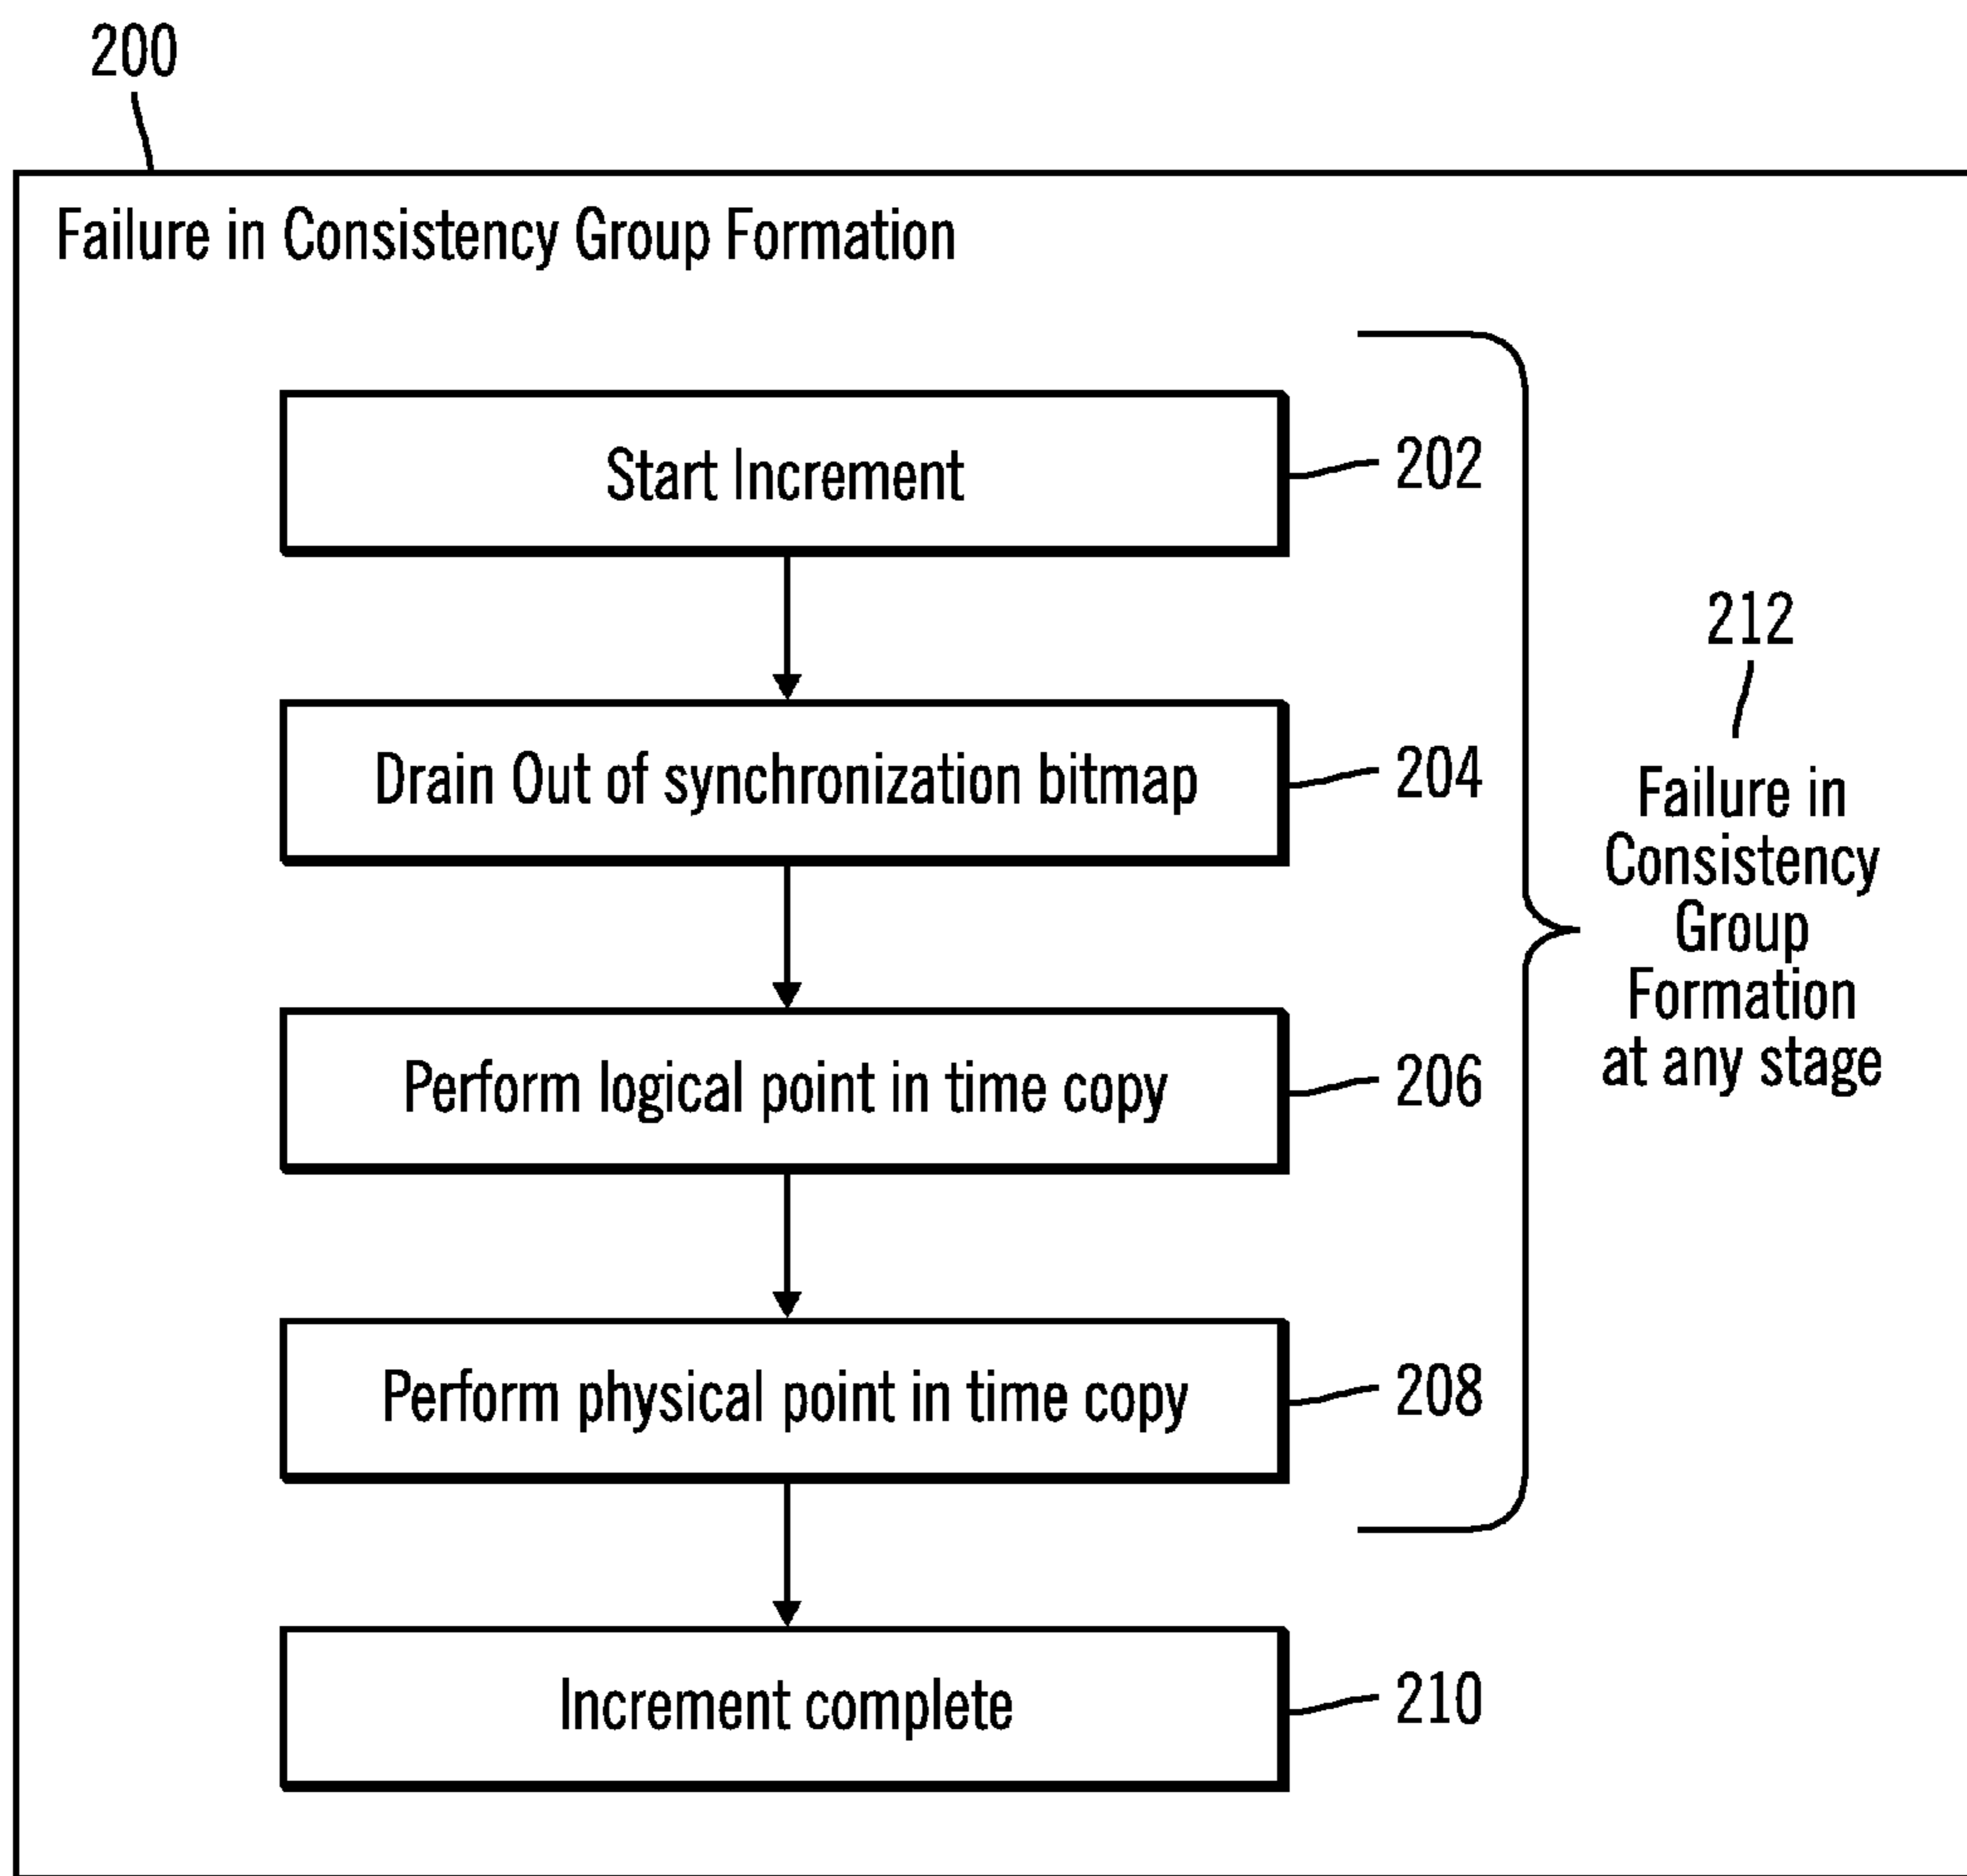 200
Failure in Consistency Group Formation
Start Increment
202
Drain Out of synchronization bitmap
204
Perform logical point in time copy
206
Perform physical point in time copy
208
Increment complete
210
212
Failure in
Consistency
Group
Formation
at any stage